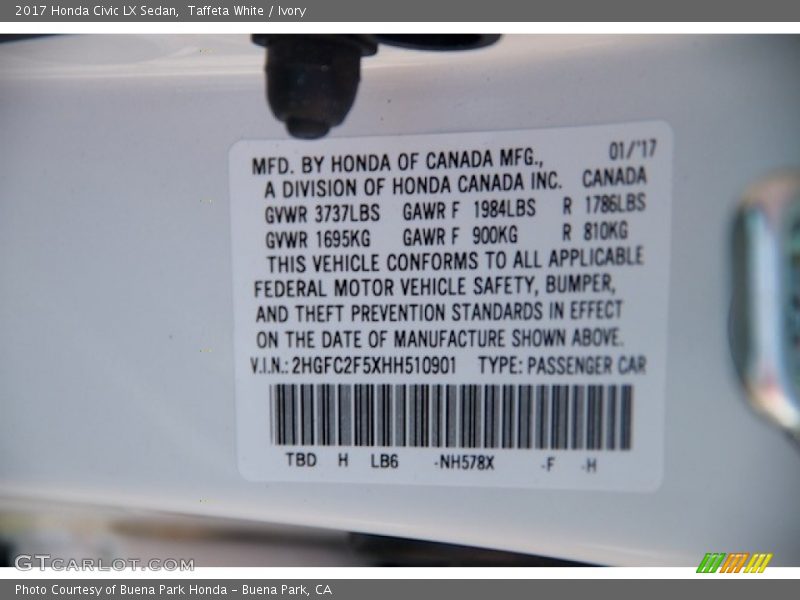 2017 Honda Civic LX Sedan,  Taffeta White / Ivory
01/'17
MFD. BY HONDA OF CANADA MFG.,
A DIVISION OF HONDA CANADA INC. CANADA
GVWR 3737LBS GAWR F 1984LBS R 1786LBS
GVWR 1695KG GAWR F 900KG R 810KG
THIS VEHICLE CONFORMS TO ALL APPLICABLE
FEDERAL MOTOR VEHICLE SAFETY, BUMPER,
AND THEFT PREVENTION STANDARDS IN EFFECT
ON THE DATE OF MANUFACTURE SHOWN ABOVE.
V.I.N.: 2HGFC2F5XHH510901 TYPE: PASSENGER CAR
TBD H LB6 -NH578X -F -H
GTCARLOT.COM
Photo Courtesy of Buena Park Honda – Buena Park, CA